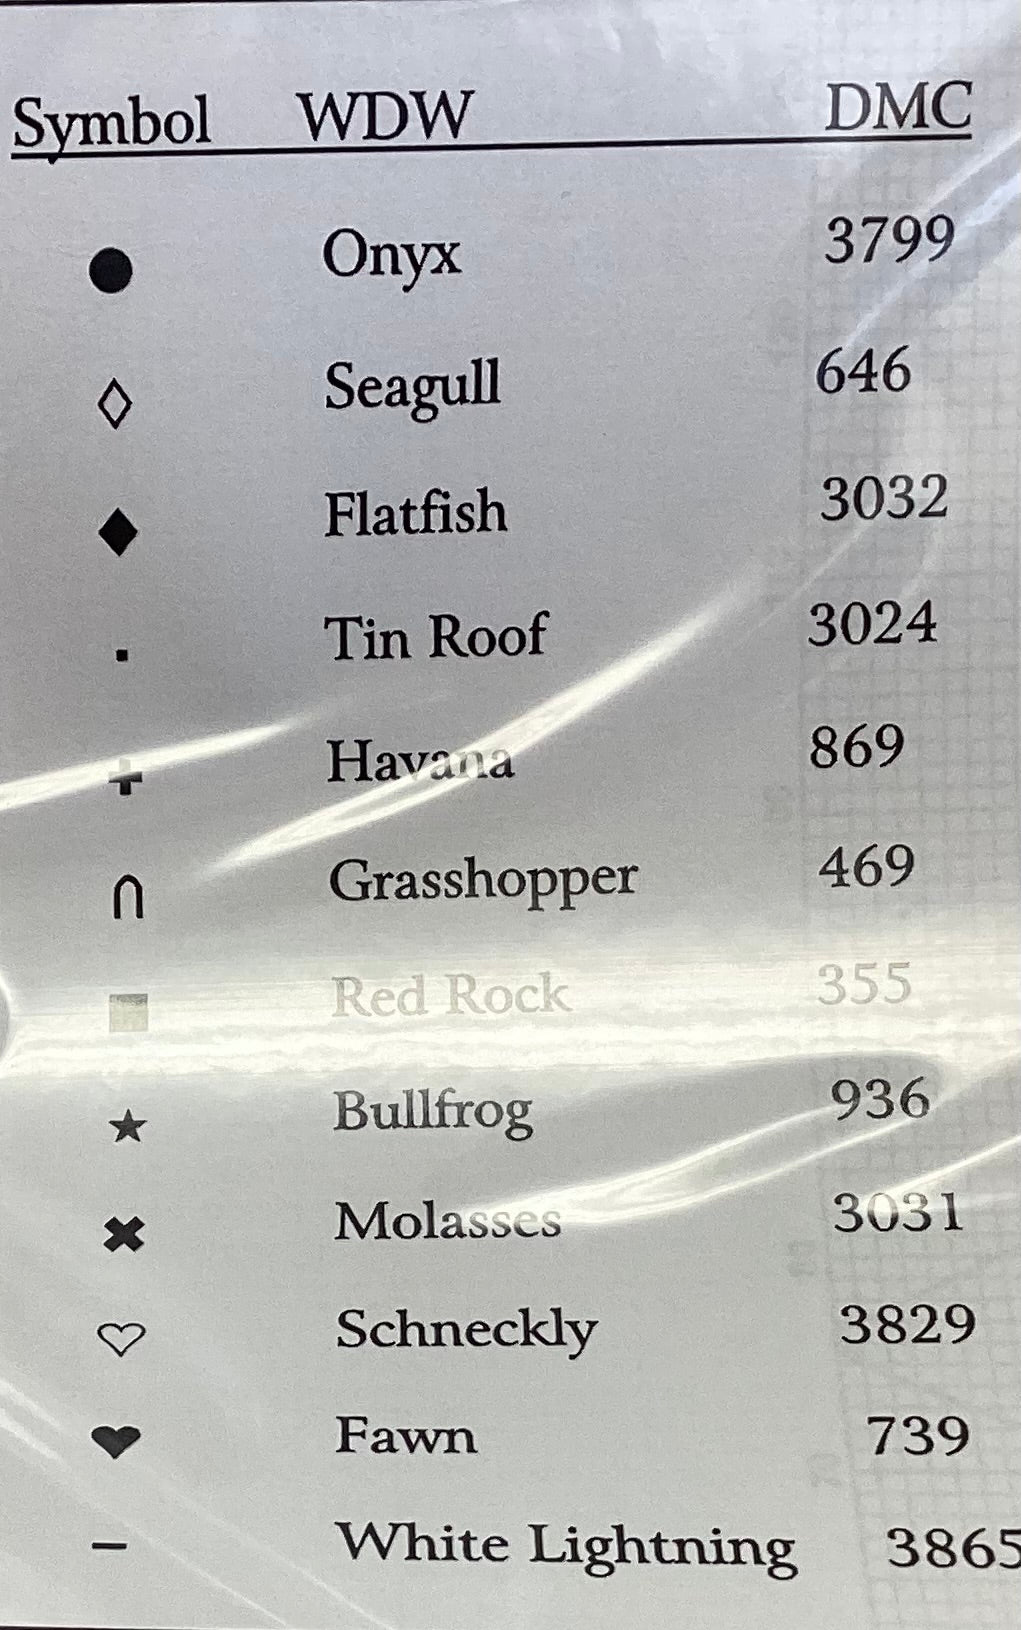 Symbol WDW DMC
● Onyx 3799
◊ Seagull 646
◆ Flatfish 3032
▪ Tin Roof 3024
+ Havana 869
∩ Grasshopper 469
■ Red Rock 355
★ Bullfrog 936
✖ Molasses 3031
♡ Schneckly 3829
♥ Fawn 739
– White Lightning 3865